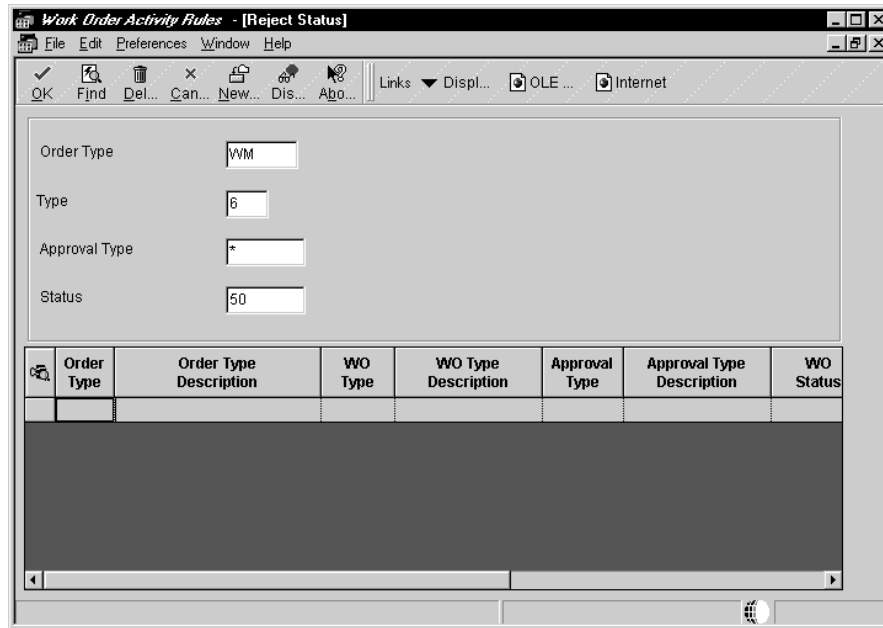 Work Order Activity Rules - [Reject Status]
File Edit Preferences Window Help
OK Find Del... Can... New... Dis... Abo... Links Displ... OLE ... Internet
Order Type WM
Type 6
Approval Type *
Status 50
Order Type Order Type Description WO Type WO Type Description Approval Type Approval Type Description WO Status